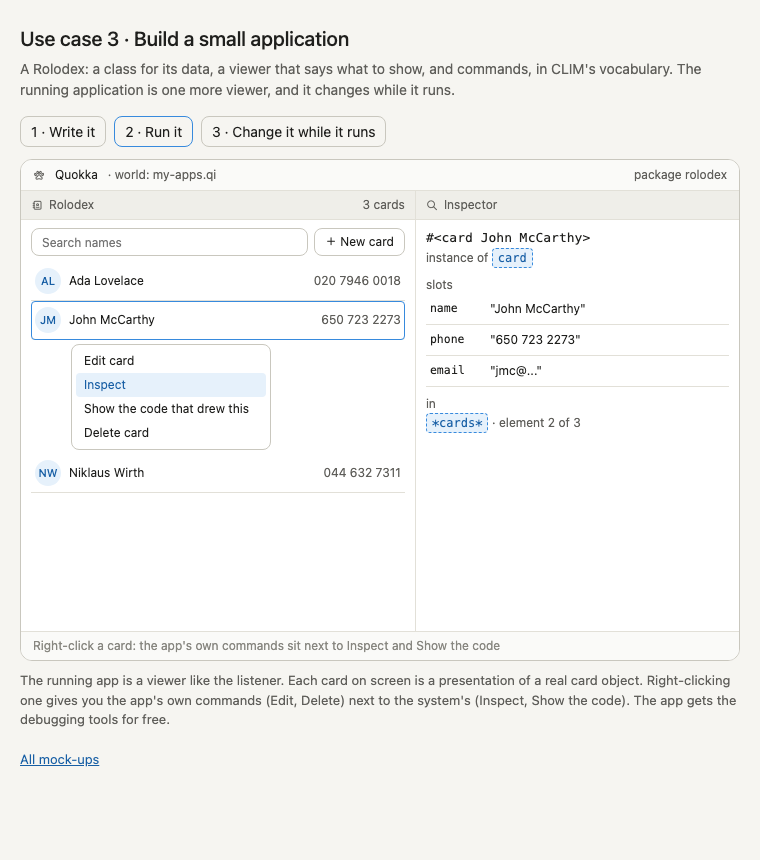 Use case 3 · Build a small application
A Rolodex: a class for its data, a viewer that says what to show, and commands, in CLIM's vocabulary. The
running application is one more viewer, and it changes while it runs.
1 · Write it
2 · Run it
3 · Change it while it runs
Quokka · world: my-apps.qi
package rolodex
Rolodex
3 cards
Search names
+ New card
AL Ada Lovelace 020 7946 0018
JM John McCarthy 650 723 2273
Edit card
Inspect
Show the code that drew this
Delete card
NW Niklaus Wirth 044 632 7311
Inspector
#<card John McCarthy>
instance of card
slots
name "John McCarthy"
phone "650 723 2273"
email "jmc@..."
in
*cards* · element 2 of 3
Right-click a card: the app's own commands sit next to Inspect and Show the code
The running app is a viewer like the listener. Each card on screen is a presentation of a real card object. Right-clicking
one gives you the app's own commands (Edit, Delete) next to the system's (Inspect, Show the code). The app gets the
debugging tools for free.
All mock-ups